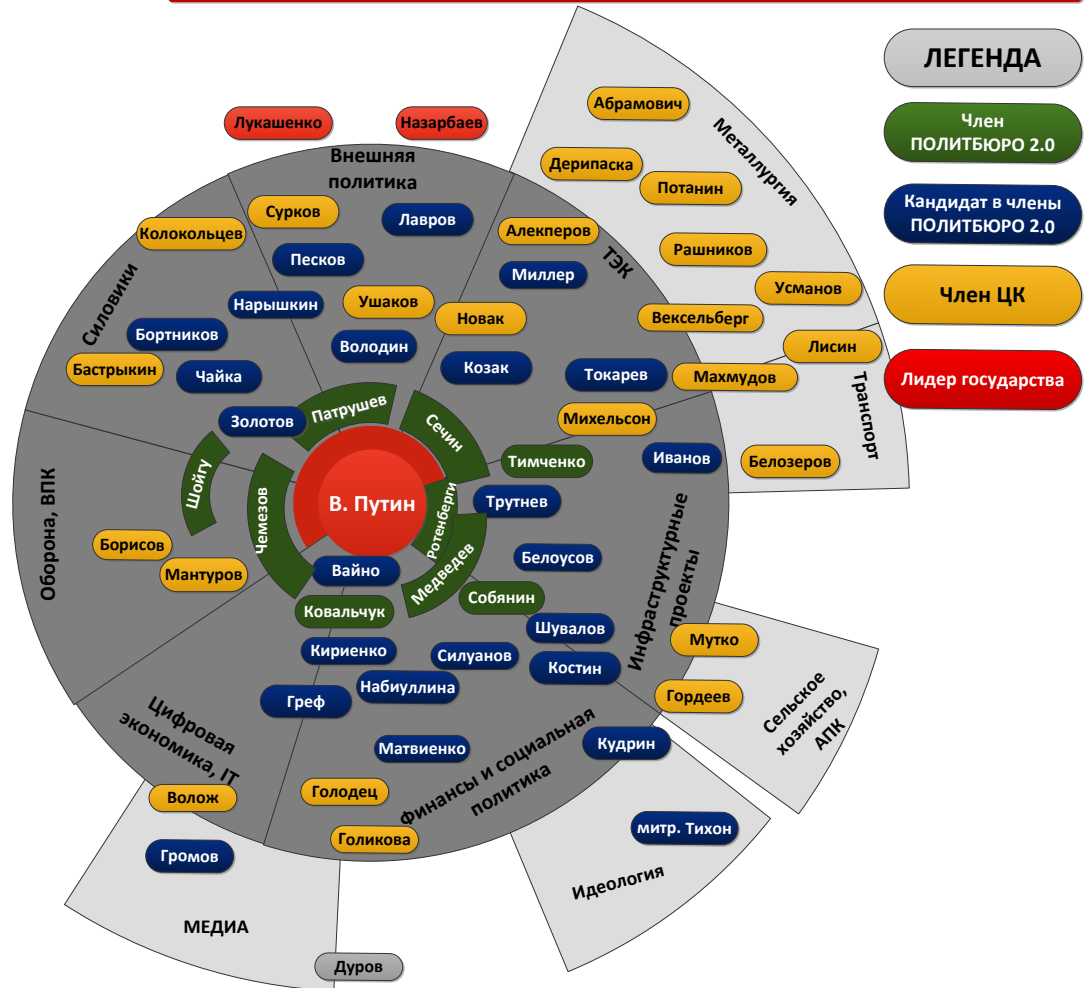 ЛЕГЕНДА
Член
ПОЛИТБЮРО 2.0
Кандидат в члены
ПОЛИТБЮРО 2.0
Член ЦК
Лидер государства
Лукашенко
Назарбаев
Внешняя
политика
Сурков
Лавров
Песков
Нарышкин
Ушаков
Володин
Силовики
Колокольцев
Бортников
Бастрыкин
Чайка
Золотов
ТЭК
Алекперов
Миллер
Новак
Козак
Токарев
Михельсон
Металлургия
Абрамович
Дерипаска
Потанин
Рашников
Усманов
Вексельберг
Транспорт
Лисин
Махмудов
Белозеров
В. Путин
Патрушев
Сечин
Ротенберги
Медведев
Чемезов
Шойгу
Оборона, ВПК
Борисов
Мантуров
Инфраструктурные
проекты
Тимченко
Иванов
Трутнев
Белоусов
Собянин
Шувалов
Костин
Мутко
Гордеев
Сельское
хозяйство,
АПК
Вайно
Ковальчук
Кириенко
Силуанов
Набиуллина
Греф
Матвиенко
Кудрин
Финансы и социальная
политика
Голодец
Голикова
Цифровая
экономика, IT
Волож
Громов
МЕДИА
Дуров
митр. Тихон
Идеология